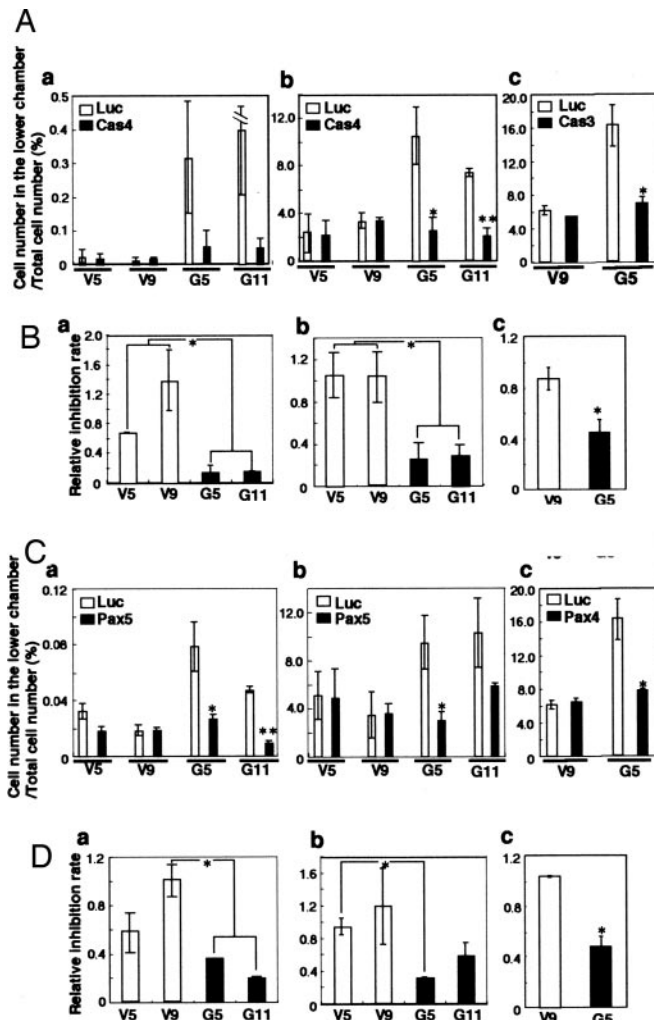 A
a
b
c
Cell number in the lower chamber
/Total cell number (%)
0.5
0.4
0.3
0.2
0.1
0
Luc
Cas4
V5 V9 G5 G11
12.0
8.0
4.0
0
Luc
Cas4
* **
V5 V9 G5 G11
20.0
16.0
12.0
8.0
4.0
0
Luc
Cas3
*
V9 G5
B
a
b
c
Relative inhibition rate
2.0
1.6
1.2
0.8
0.4
0
*
V5 V9 G5 G11
1.2
0.8
0.4
0
*
V5 V9 G5 G11
1.2
0.8
0.4
0
*
V9 G5
C
a
b
c
Cell number in the lower chamber
/Total cell number (%)
0.12
0.08
0.04
0
Luc
Pax5
* **
V5 V9 G5 G11
12.0
8.0
4.0
0
Luc
Pax5
*
V5 V9 G5 G11
20.0
16.0
12.0
8.0
4.0
0
Luc
Pax4
*
V9 G5
D
a
b
c
Relative inhibition rate
1.2
0.8
0.4
0
*
V5 V9 G5 G11
1.6
1.2
0.8
0.4
0
*
V5 V9 G5 G11
1.2
0.8
0.4
0
*
V9 G5